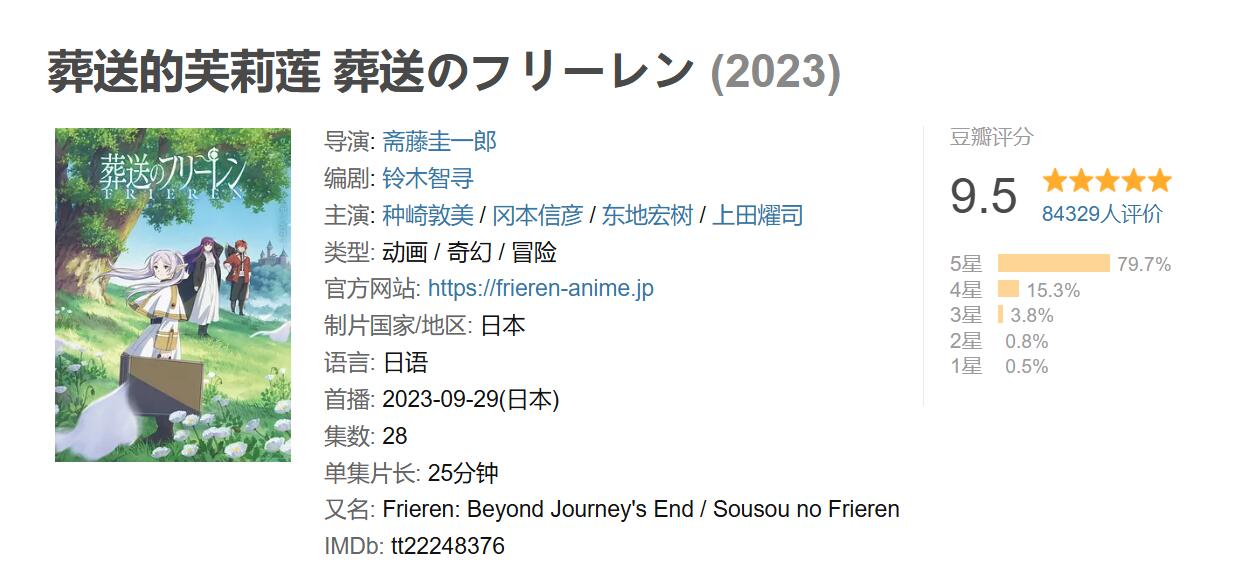 葬送的芙莉莲 葬送のフリーレン (2023)
葬送のフリーレン
FRIEREN
导演: 斋藤圭一郎
编剧: 铃木智寻
主演: 种崎敦美 / 冈本信彦 / 东地宏树 / 上田燿司
类型: 动画 / 奇幻 / 冒险
官方网站: https://frieren-anime.jp
制片国家/地区: 日本
语言: 日语
首播: 2023-09-29(日本)
集数: 28
单集片长: 25分钟
又名: Frieren: Beyond Journey's End / Sousou no Frieren
IMDb: tt22248376
豆瓣评分
9.5
84329人评价
5星 79.7%
4星 15.3%
3星 3.8%
2星 0.8%
1星 0.5%